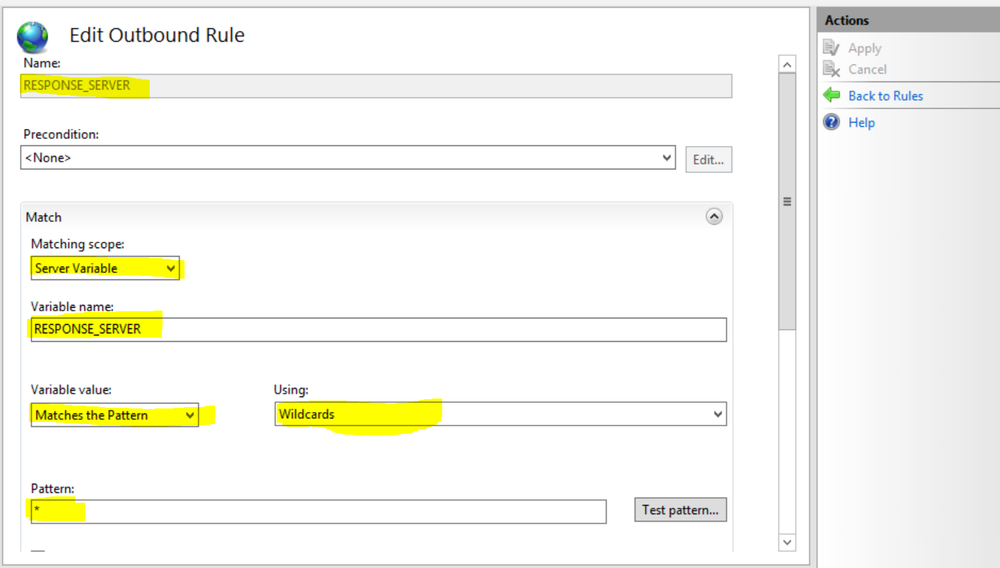 Edit Outbound Rule
Name:
RESPONSE_SERVER
Precondition:
<None>
Edit...
Match
Matching scope:
Server Variable
Variable name:
RESPONSE_SERVER
Variable value:
Using:
Matches the Pattern
Wildcards
Pattern:
*
Test pattern...
Actions
Apply
Cancel
Back to Rules
Help